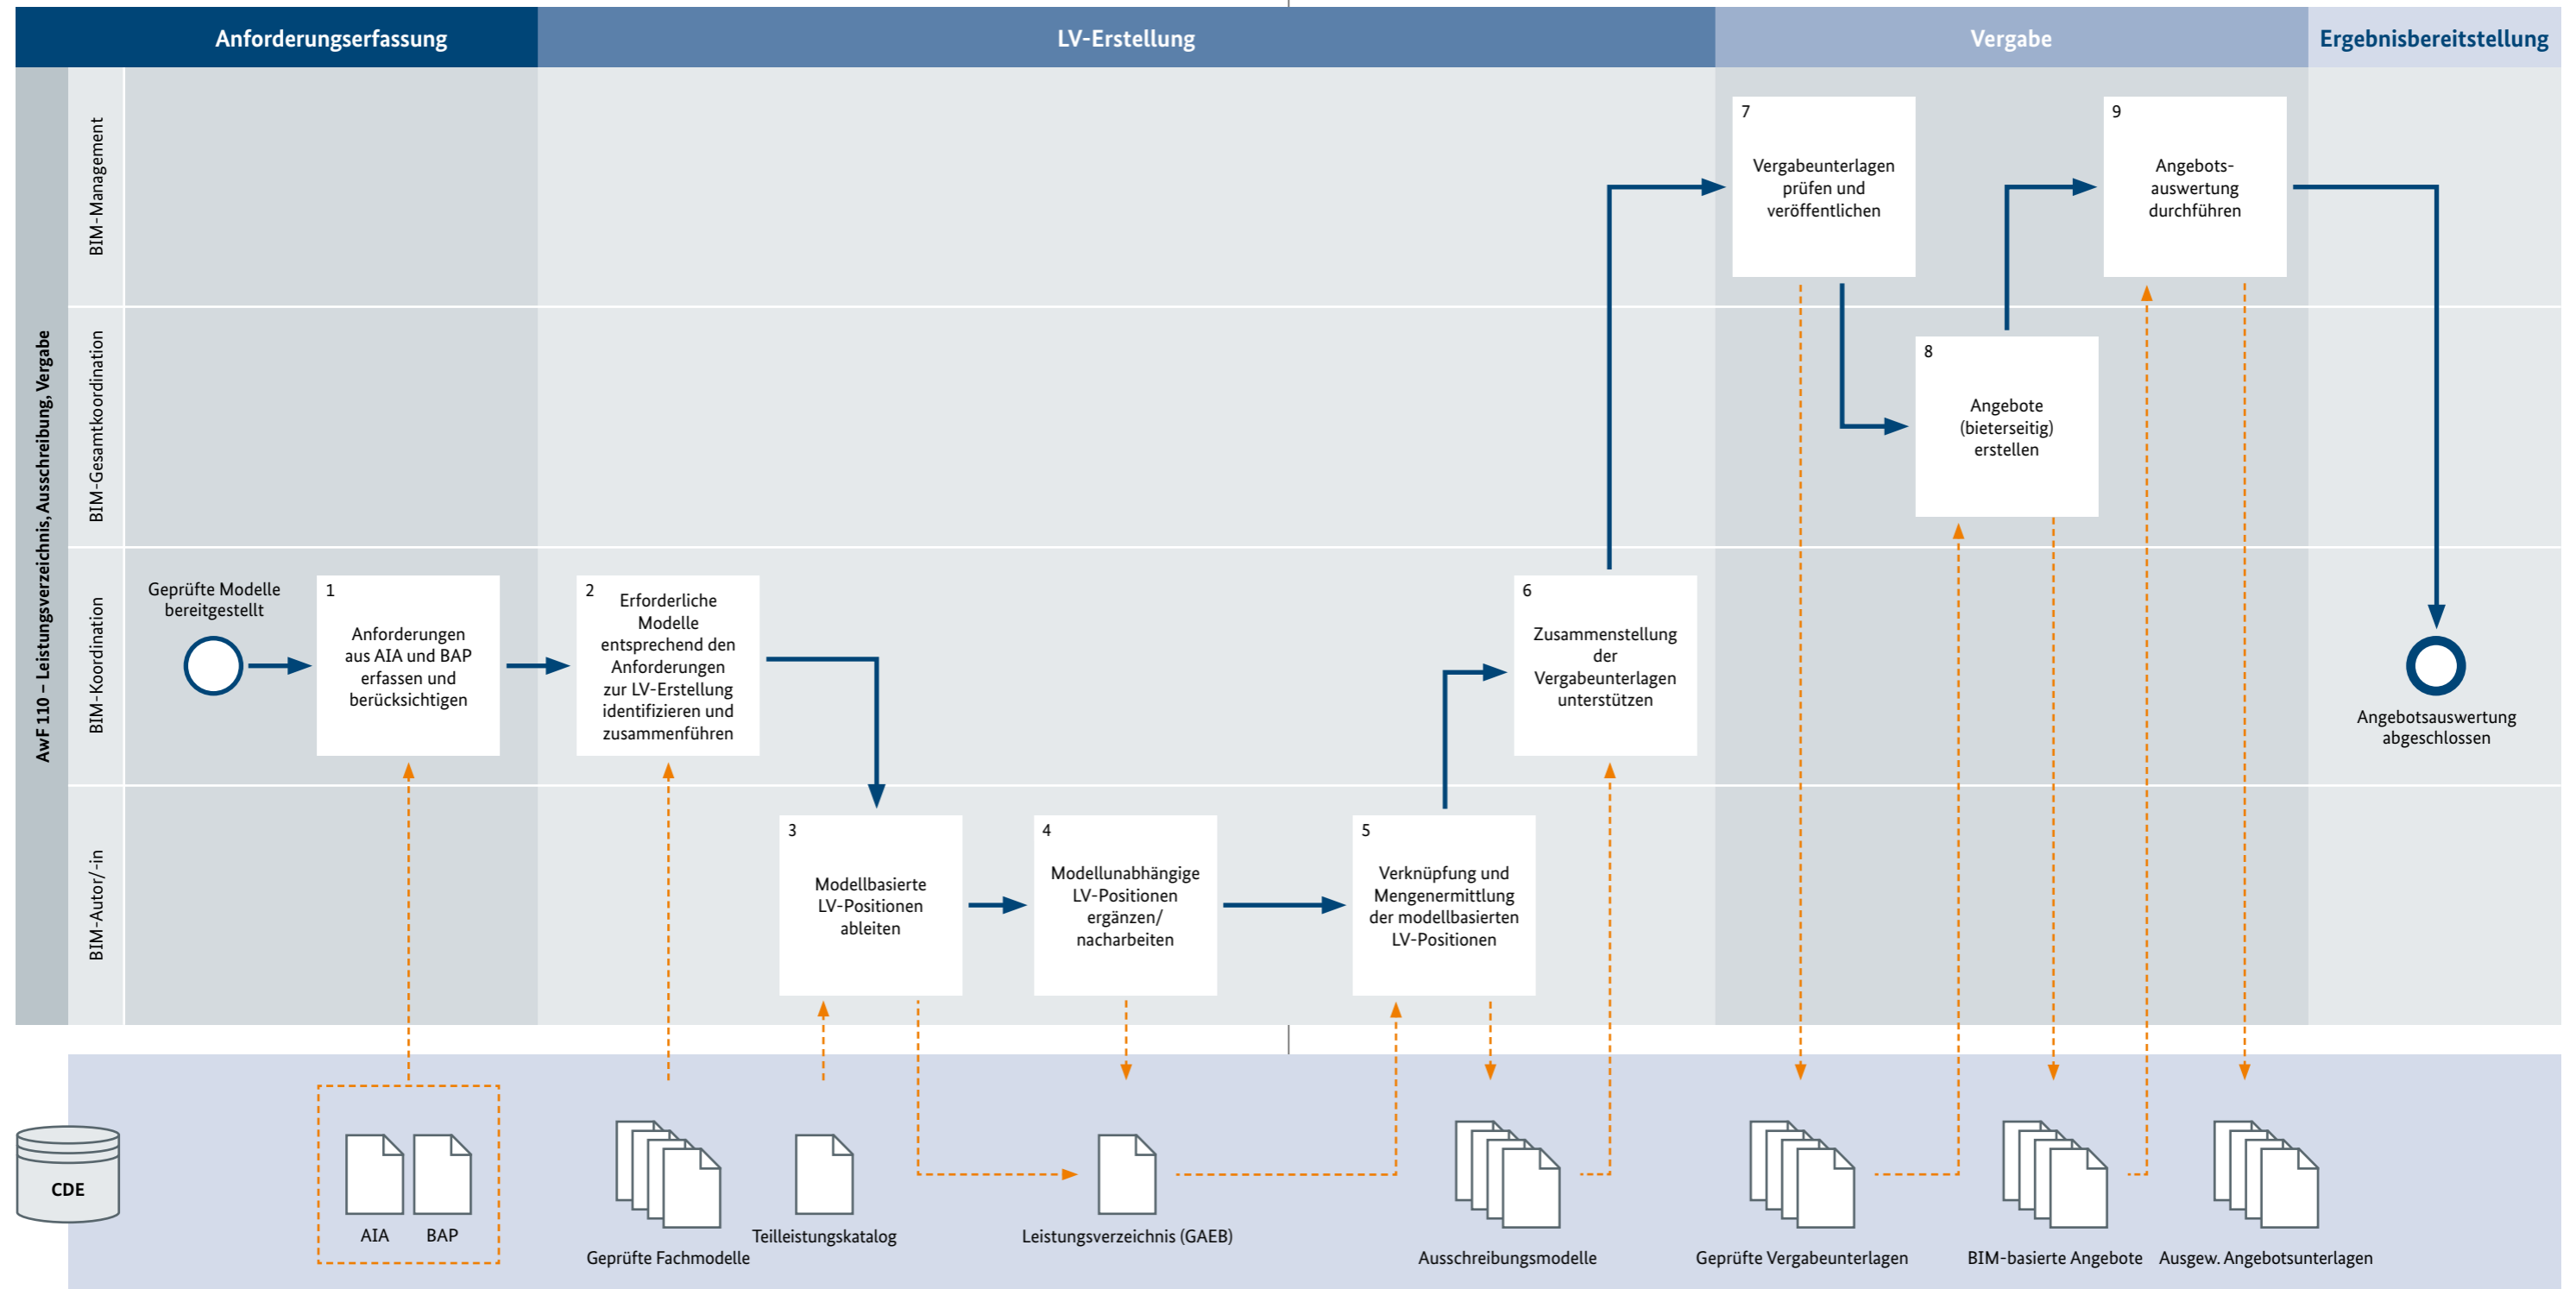 Anforderungserfassung
LV-Erstellung
Vergabe
Ergebnisbereitstellung
AwF 110 – Leistungsverzeichnis, Ausschreibung, Vergabe
BIM-Management
7
Vergabeunterlagen
prüfen und
veröffentlichen
9
Angebots-
auswertung
durchführen
BIM-Gesamtkoordination
8
Angebote
(bieterseitig)
erstellen
BIM-Koordination
Geprüfte Modelle
bereitgestellt
1
Anforderungen
aus AIA und BAP
erfassen und
berücksichtigen
2
Erforderliche
Modelle
entsprechend den
Anforderungen
zur LV-Erstellung
identifizieren und
zusammenführen
6
Zusammenstellung
der
Vergabeunterlagen
unterstützen
Angebotsauswertung
abgeschlossen
BIM-Autor/-in
3
Modellbasierte
LV-Positionen
ableiten
4
Modellunabhängige
LV-Positionen
ergänzen/
nacharbeiten
5
Verknüpfung und
Mengenermittlung
der modellbasierten
LV-Positionen
CDE
AIA
BAP
Geprüfte Fachmodelle
Teilleistungskatalog
Leistungsverzeichnis (GAEB)
Ausschreibungsmodelle
Geprüfte Vergabeunterlagen
BIM-basierte Angebote
Ausgew. Angebotsunterlagen